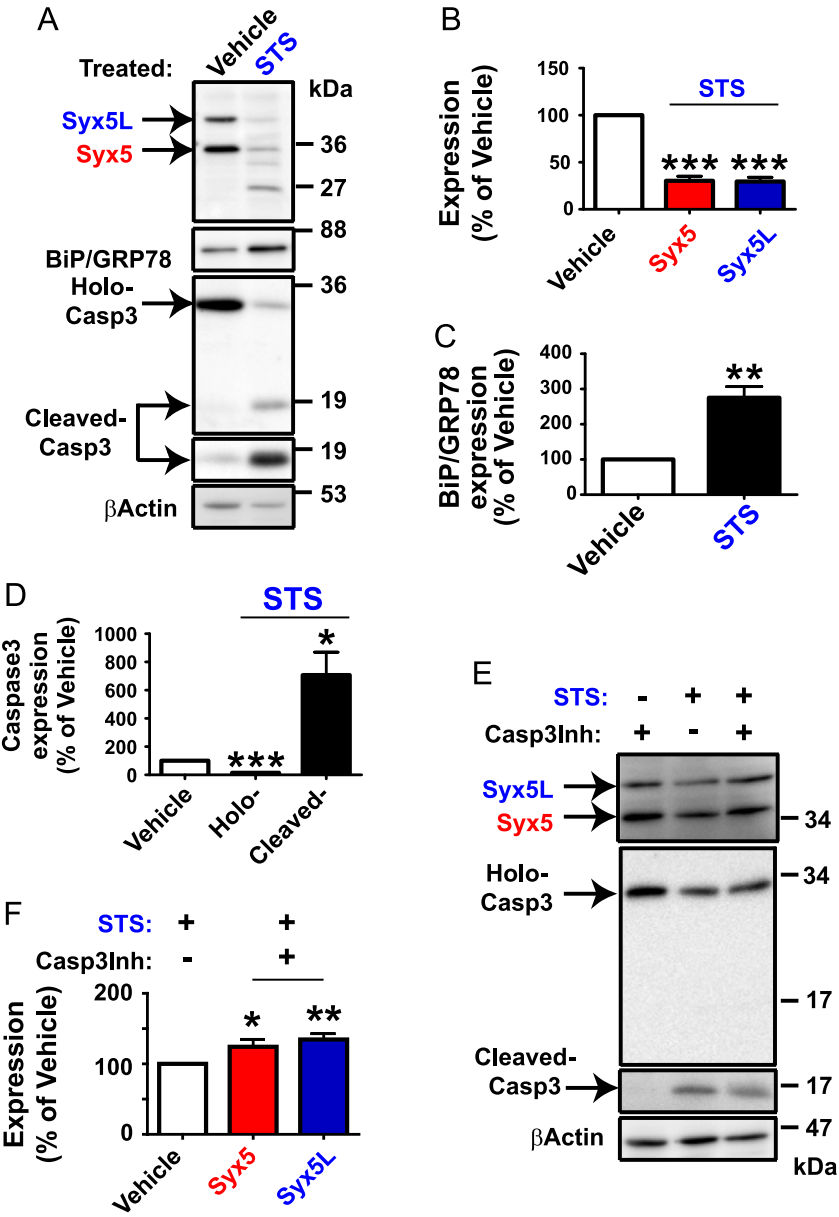 A
Treated:
Vehicle
STS
kDa
Syx5L
Syx5
36
27
88
BiP/GRP78
Holo-
Casp3
36
19
Cleaved-
Casp3
19
53
βActin
B
Expression
(% of Vehicle)
150
100
50
0
STS
***
***
Vehicle
Syx5
Syx5L
C
BiP/GRP78
expression
(% of Vehicle)
400
300
200
100
0
**
Vehicle
STS
D
STS
Caspase3
expression
(% of Vehicle)
1000
800
600
400
200
0
***
*
Vehicle
Holo-
Cleaved-
E
STS: - + +
Casp3Inh: + - +
Syx5L
Syx5
34
Holo-
Casp3
34
17
Cleaved-
Casp3
17
47
βActin
kDa
F
STS: + +
Casp3Inh: - +
Expression
(% of Vehicle)
200
100
0
*
**
Vehicle
Syx5
Syx5L